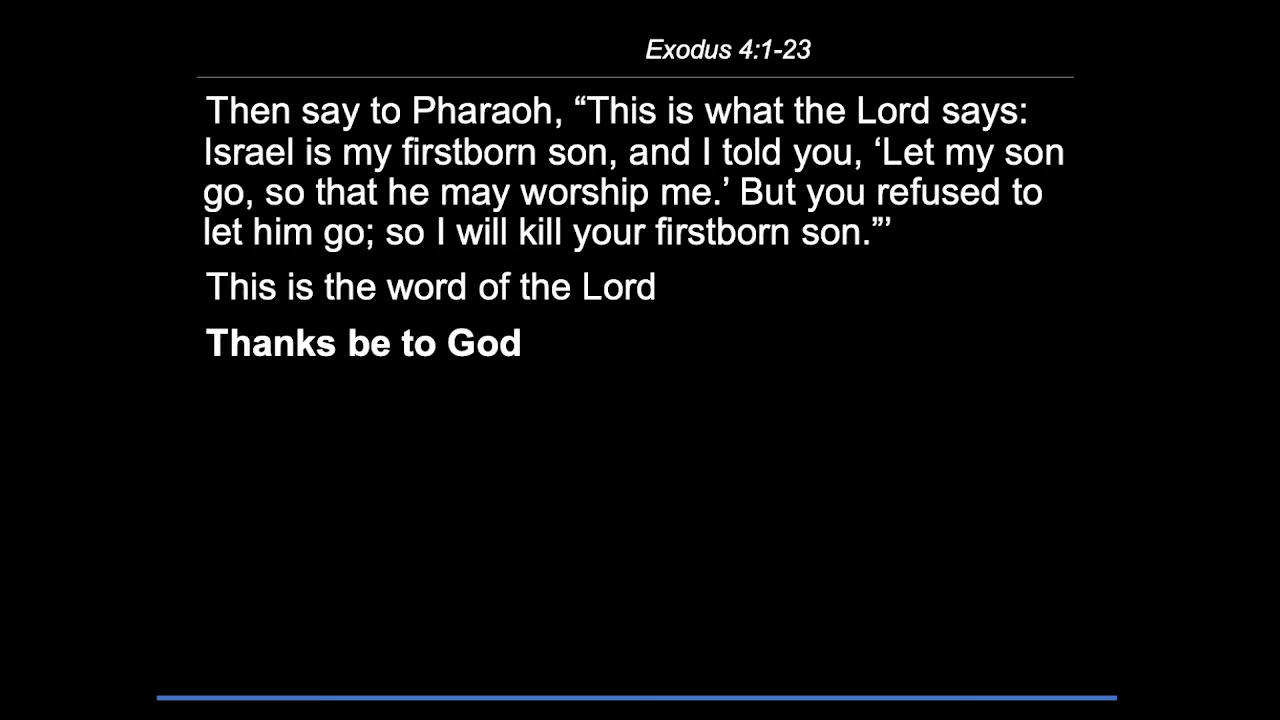 Exodus 4:1-23
Then say to Pharaoh, “This is what the Lord says:
Israel is my firstborn son, and I told you, ‘Let my son
go, so that he may worship me.’ But you refused to
let him go; so I will kill your firstborn son.”’
This is the word of the Lord
Thanks be to God